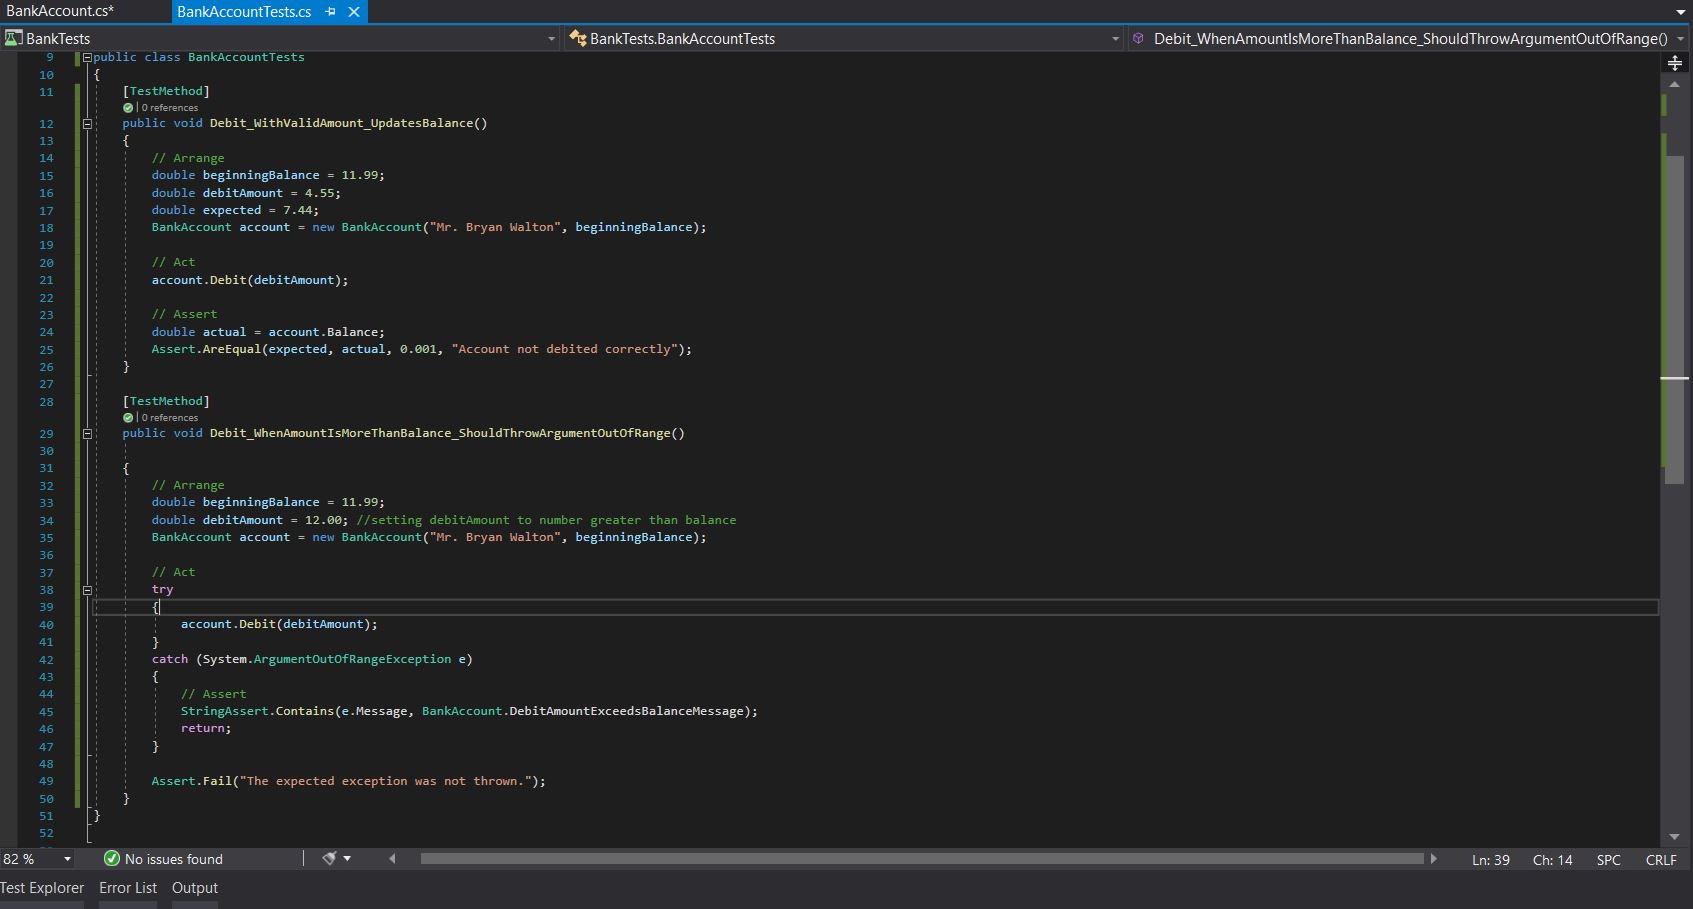 BankAccount.cs* BankAccountTests.cs
BankTests BankTests.BankAccountTests Debit_WhenAmountIsMoreThanBalance_ShouldThrowArgumentOutOfRange()
9 public class BankAccountTests
10 {
11 [TestMethod]
0 references
12 public void Debit_WithValidAmount_UpdatesBalance()
13 {
14 // Arrange
15 double beginningBalance = 11.99;
16 double debitAmount = 4.55;
17 double expected = 7.44;
18 BankAccount account = new BankAccount("Mr. Bryan Walton", beginningBalance);
19
20 // Act
21 account.Debit(debitAmount);
22
23 // Assert
24 double actual = account.Balance;
25 Assert.AreEqual(expected, actual, 0.001, "Account not debited correctly");
26 }
27
28 [TestMethod]
0 references
29 public void Debit_WhenAmountIsMoreThanBalance_ShouldThrowArgumentOutOfRange()
30
31 {
32 // Arrange
33 double beginningBalance = 11.99;
34 double debitAmount = 12.00; //setting debitAmount to number greater than balance
35 BankAccount account = new BankAccount("Mr. Bryan Walton", beginningBalance);
36
37 // Act
38 try
39 {
40 account.Debit(debitAmount);
41 }
42 catch (System.ArgumentOutOfRangeException e)
43 {
44 // Assert
45 StringAssert.Contains(e.Message, BankAccount.DebitAmountExceedsBalanceMessage);
46 return;
47 }
48
49 Assert.Fail("The expected exception was not thrown.");
50 }
51 }
52
82 % No issues found Ln: 39 Ch: 14 SPC CRLF
Test Explorer Error List Output